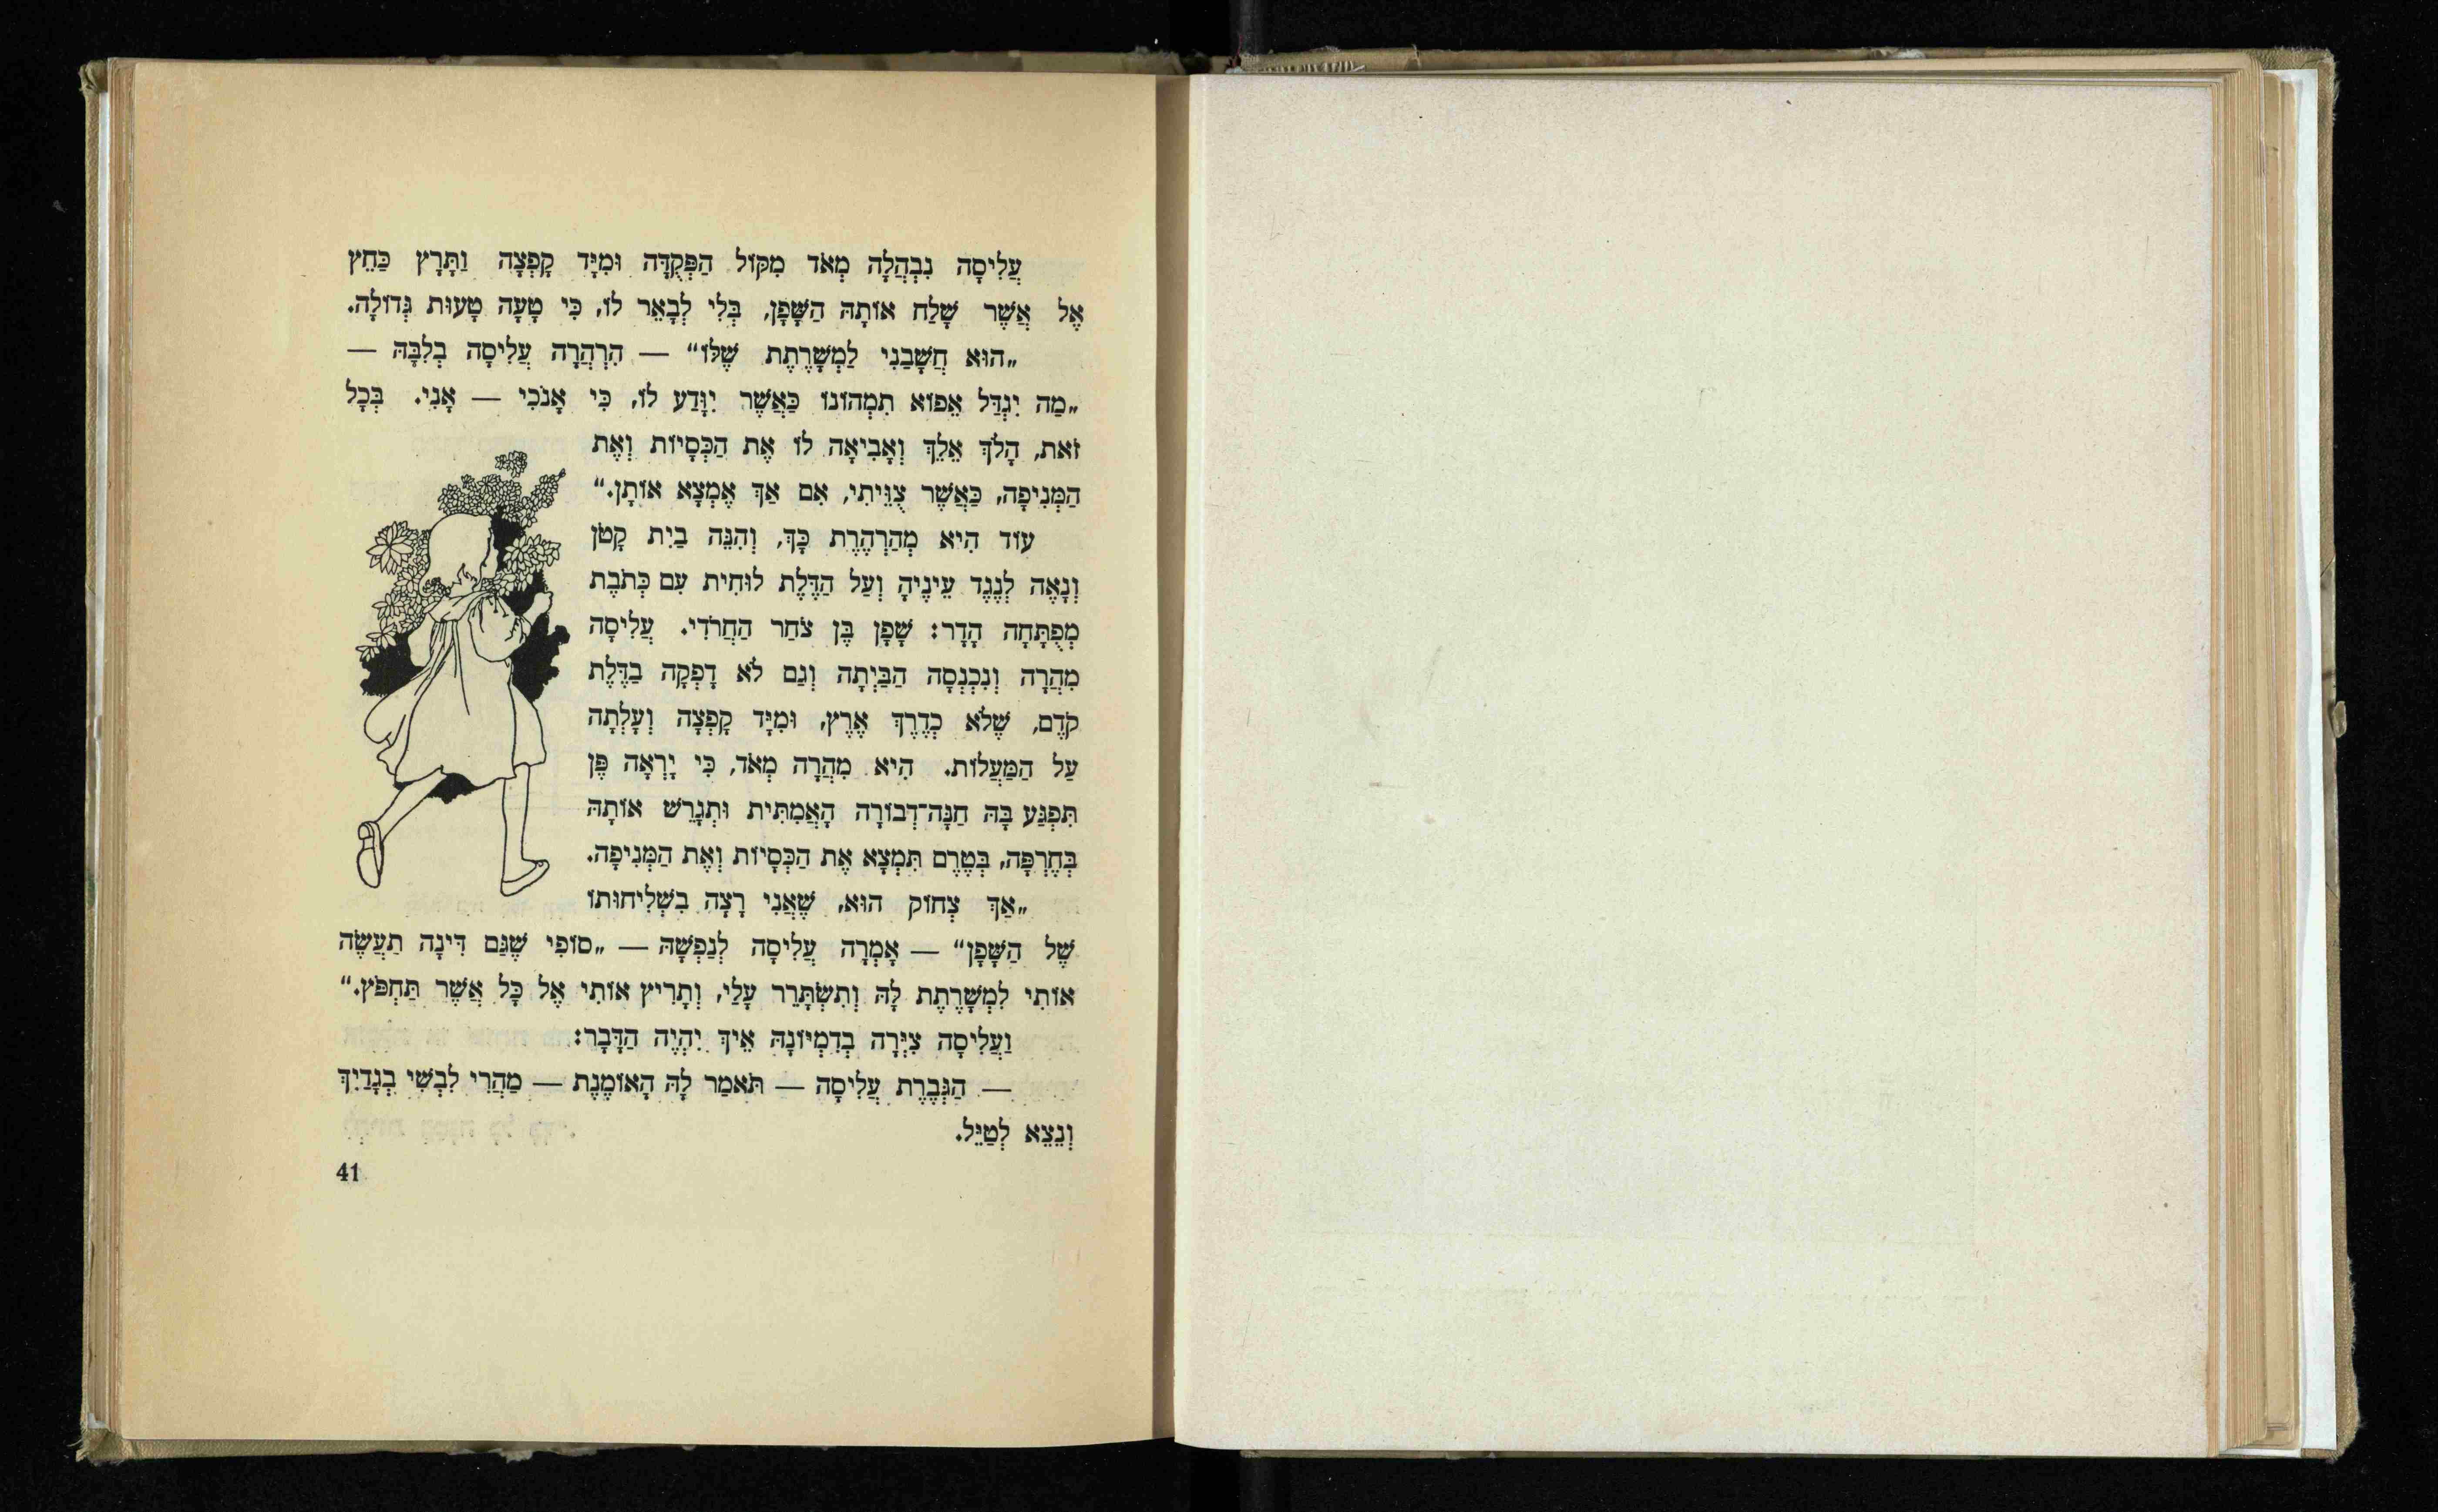 עֲלִיסָה נִבְהֲלָה מְאֹד מִקּוֹל הַפְּקֻדָּה וּמִיָּד קָפְצָה וַתָּרָץ כַּחֵץ
אֶל אֲשֶׁר שָׁלַח אוֹתָהּ הַשָּׁפָן, בְּלִי לְבָאֵר לוֹ, כִּי טָעָה טָעוּת גְּדוֹלָה.
„הוּא חֲשָׁבַנִי לַמְשָׁרֶתֶת שֶׁלּוֹ“ — הִרְהֲרָה עֲלִיסָה בְלִבָּהּ —
„מַה יִגְדַּל אֵפוֹא תִמְהוֹנוֹ כַּאֲשֶׁר יִוָּדַע לוֹ, כִּי אָנֹכִי — אָנִי. בְּכָל
זֹאת, הָלֹךְ אֵלֵךְ וְאָבִיאָה לוֹ אֶת הַכְּסָיוֹת וְאֶת
הַמְּנִיפָה, כַּאֲשֶׁר צֻוֵּיתִי, אִם אַךְ אֶמְצָא אוֹתָן.“
עוֹד הִיא מְהַרְהֶרֶת כָּךְ, וְהִנֵּה בַיִת קָטֹן
וְנָאֶה לְנֶגֶד עֵינֶיהָ וְעַל הַדֶּלֶת לוּחִית עִם כְּתֹבֶת
מְפֻתָּחָה הָדָר: שָׁפָן בֶּן צֹחַר הַחֲרֹדִי. עֲלִיסָה
מִהֲרָה וְנִכְנְסָה הַבַּיְתָה וְגַם לֹא דָפְקָה בַדֶּלֶת
קֹדֶם, שֶׁלֹּא כְדֶרֶךְ אֶרֶץ, וּמִיָּד קָפְצָה וְעָלְתָה
עַל הַמַּעֲלוֹת. הִיא מִהֲרָה מְאֹד, כִּי יָרְאָה פֶּן
תִּפְגַּע בָּהּ חַנָּה־דְבוֹרָה הָאֲמִתִּית וּתְגָרֵשׁ אוֹתָהּ
בְּחֶרְפָּה, בְּטֶרֶם תִּמְצָא אֶת הַכְּסָיוֹת וְאֶת הַמְּנִיפָה.
„אַךְ צְחוֹק הוּא, שֶׁאֲנִי רָצָה בִשְׁלִיחוּתוֹ
שֶׁל הַשָּׁפָן“ — אָמְרָה עֲלִיסָה לְנַפְשָׁהּ — „סוֹפִי שֶׁגַּם דִּינָה תַעֲשֶׂה
אוֹתִי לִמְשָׁרֶתֶת לָהּ וְתִשְׂתָּרֵר עָלַי, וְתָרִיץ אוֹתִי אֶל כָּל אֲשֶׁר תַּחְפֹּץ.“
וַעֲלִיסָה צִיְּרָה בְדִמְיוֹנָהּ אֵיךְ יִהְיֶה הַדָּבָר:
— הַגְּבֶרֶת עֲלִיסָה — תֹּאמַר לָהּ הָאוֹמֶנֶת — מַהֲרִי לִבְשִׁי בְגָדַיִךְ
וְנֵצֵא לְטַיֵּל.
41